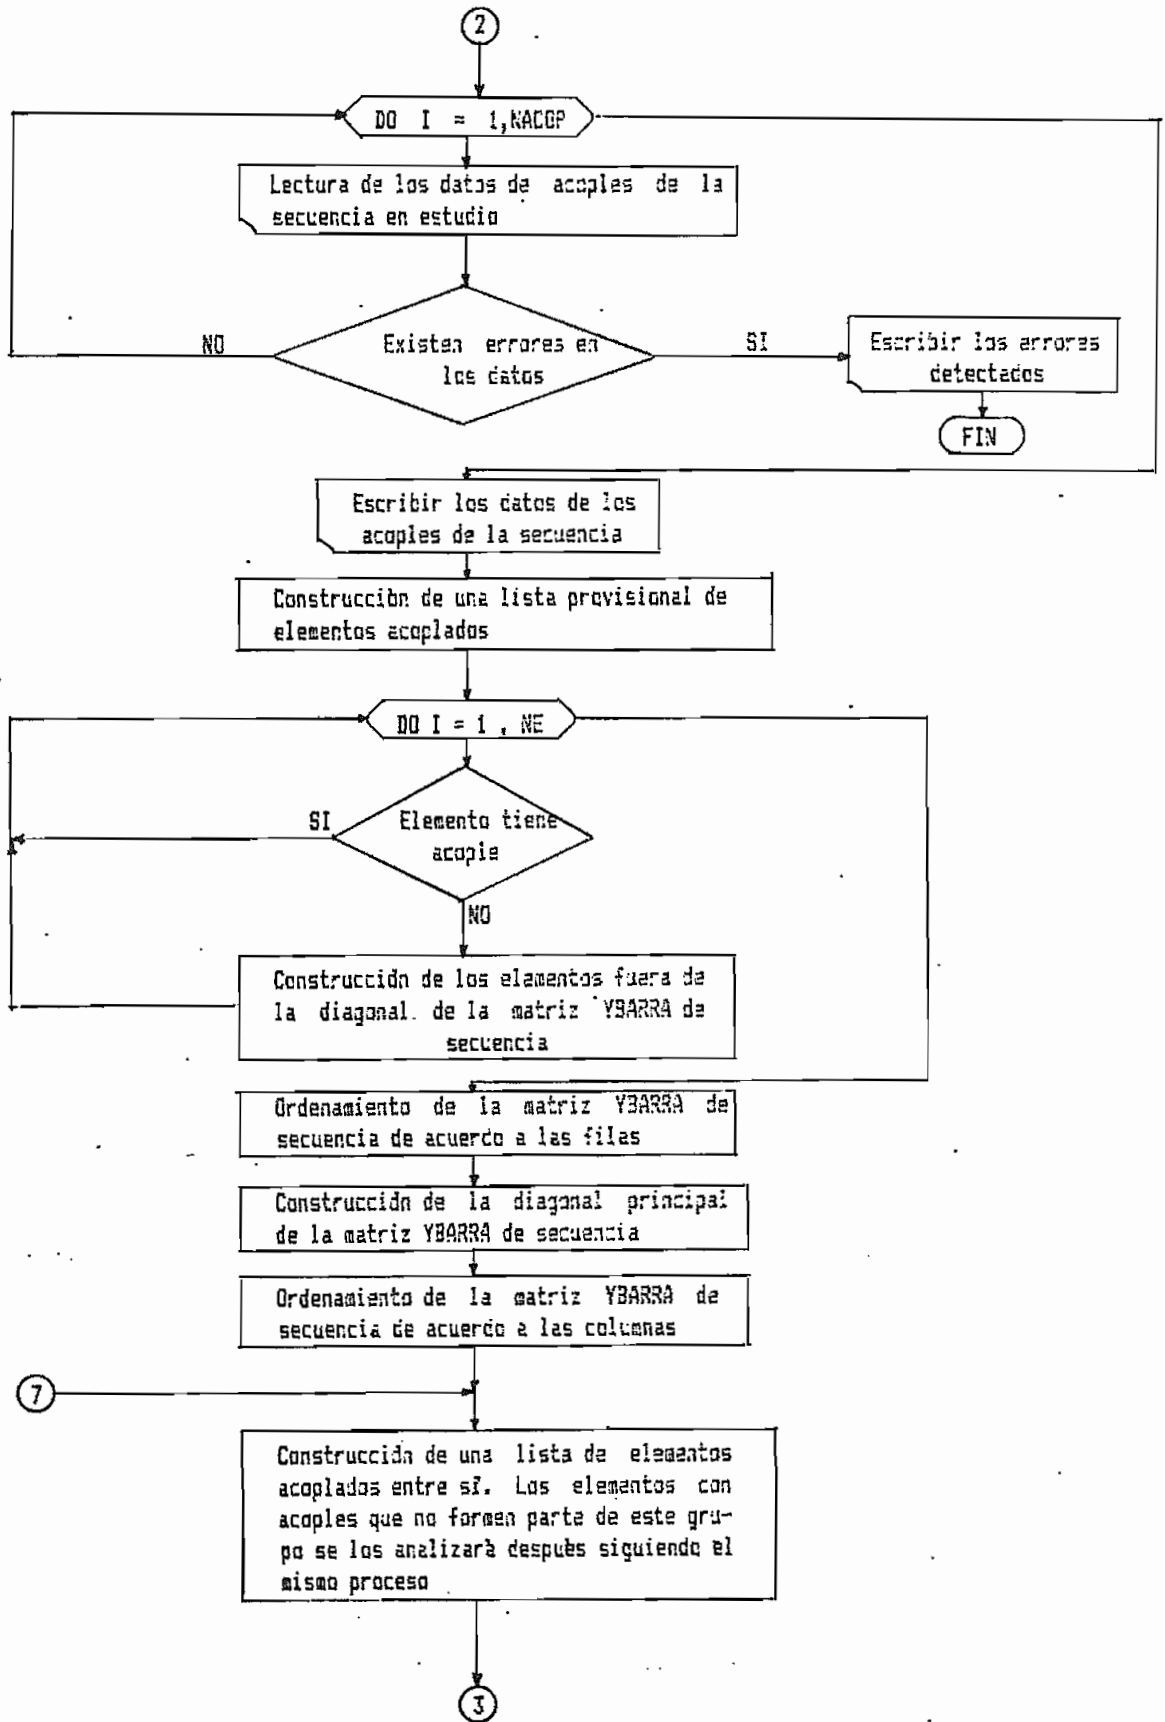 2
DO I = 1,NACOP
Lectura de los datos de acoples de la
secuencia en estudio
NO
Existen errores en
los datos
SI
Escribir los errores
detectados
FIN
Escribir los datos de los
acoples de la secuencia
Construcción de una lista provisional de
elementos acoplados
DO I = 1 , NE
SI
Elemento tiene
acople
NO
Construcción de los elementos fuera de
la diagonal. de la matriz YBARRA de
secuencia
Ordenamiento de la matriz YBARRA de
secuencia de acuerdo a las filas
Construcción de la diagonal principal
de la matriz YBARRA de secuencia
Ordenamiento de la matriz YBARRA de
secuencia de acuerdo a las columnas
7
Construcción de una lista de elementos
acoplados entre sí. Los elementos con
acoples que no formen parte de este gru-
po se los analizará después siguiendo el
mismo proceso
3